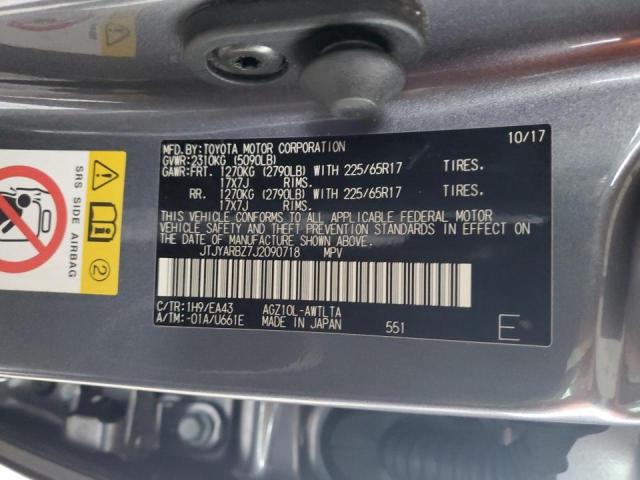 MFD.BY:TOYOTA MOTOR CORPORATION 10/17
GVWR:2310KG (5090LB)
GAWR:FRT. 1270KG (2790LB) WITH 225/65R17 TIRES.
17X7J RIMS.
RR. 1270KG (2790LB) WITH 225/65R17 TIRES.
17X7J RIMS.
THIS VEHICLE CONFORMS TO ALL APPLICABLE FEDERAL MOTOR
VEHICLE SAFETY AND THEFT PREVENTION STANDARDS IN EFFECT ON
THE DATE OF MANUFACTURE SHOWN ABOVE.
JTJYARBZ7J2090718 MPV
C/TR:1H9/EA43 AGZ10L-AWTLTA
A/TM:-01A/U661E MADE IN JAPAN 551 E
SIDE AIRBAG
2